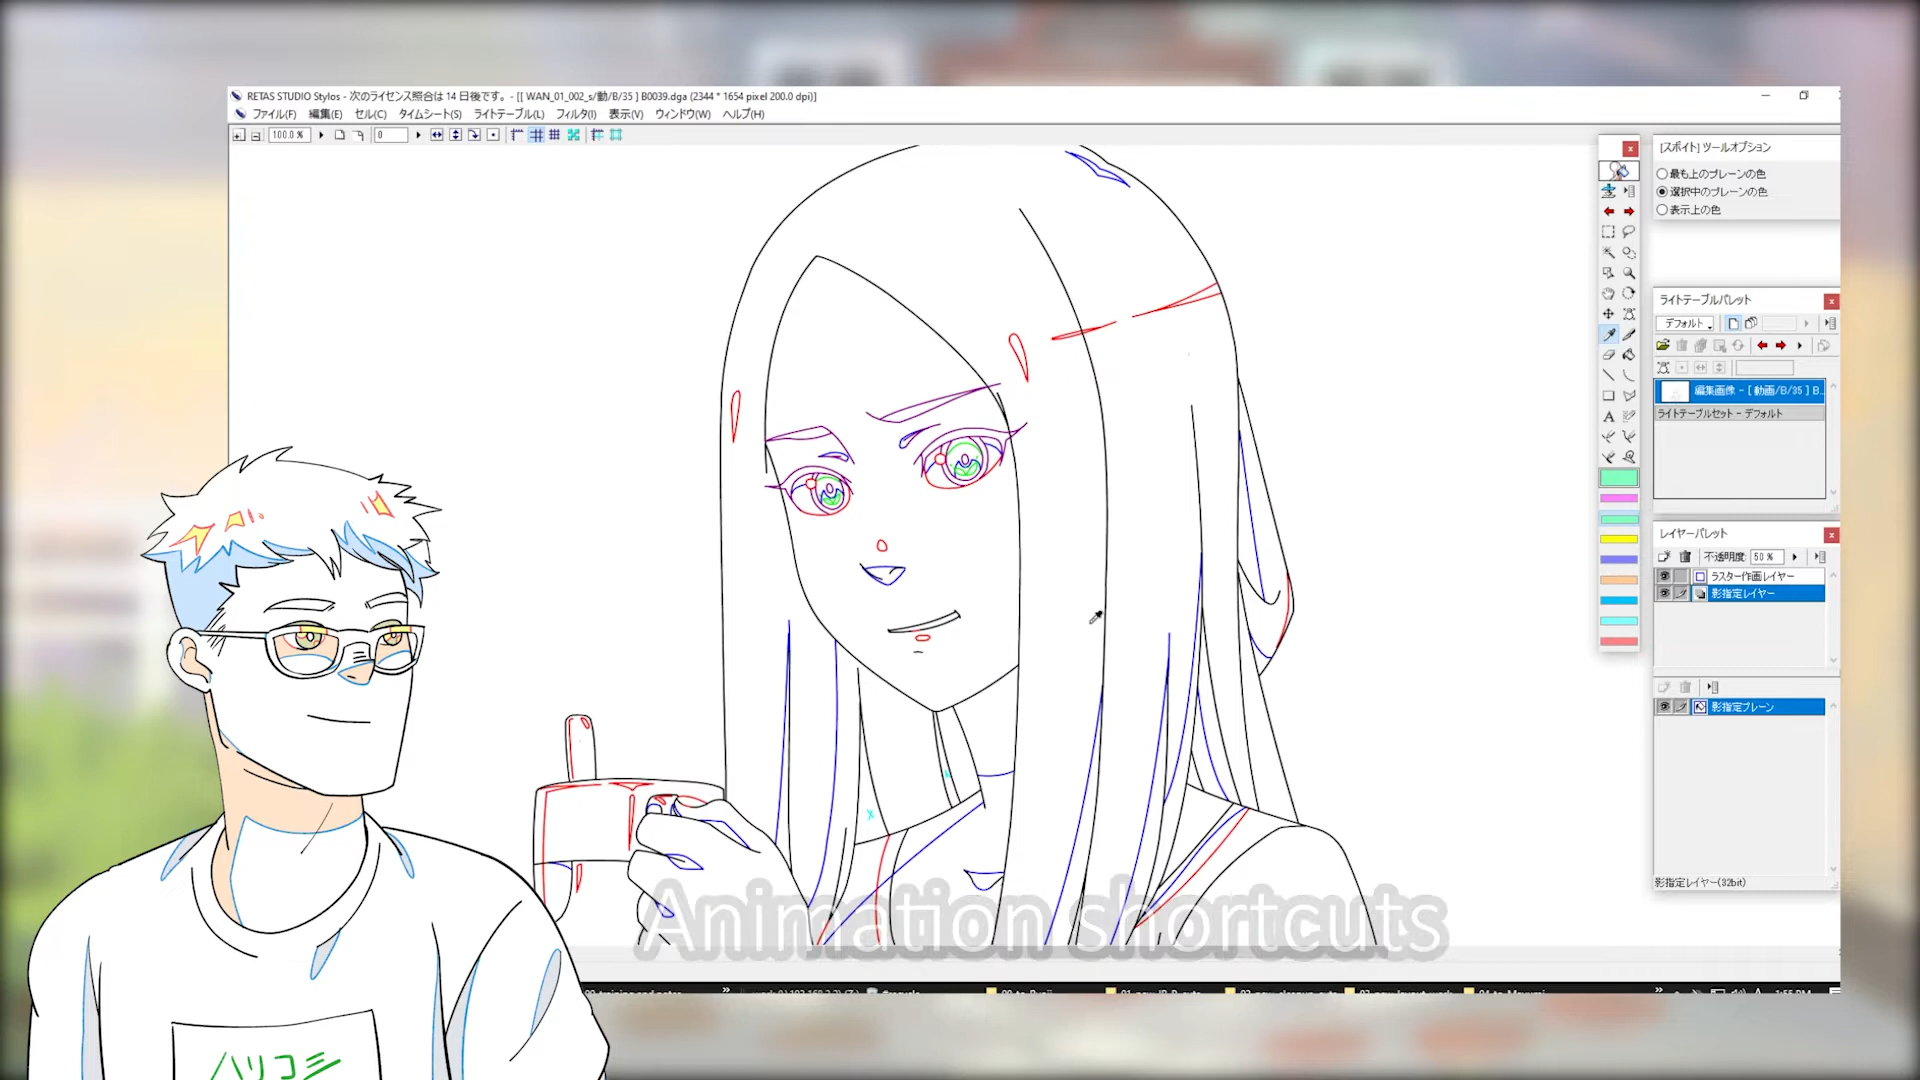 RETAS STUDIO Stylos - 次のライセンス照合は 14 日後です。 - [[ WAN_01_002_s/動/B/35 ] B0039.dga (2344 * 1654 pixel 200.0 dpi)]
ファイル(F) 編集(E) セル(C) タイムシート(S) ライトテーブル(L) フィルタ(I) 表示(V) ウィンドウ(W) ヘルプ(H)
100.0 % 0
[スポイト] ツールオプション
最も上のプレーンの色
選択中のプレーンの色
表示上の色
ライトテーブルパレット
デフォルト
編集画像 - [ 動画/B/35 ] B
ライトテーブルセット - デフォルト
A
レイヤーパレット
不透明度: 50 %
ラスター作画レイヤー
影指定レイヤー
影指定プレーン
影指定レイヤー(32bit)
Animation shortcuts
ハリコミ